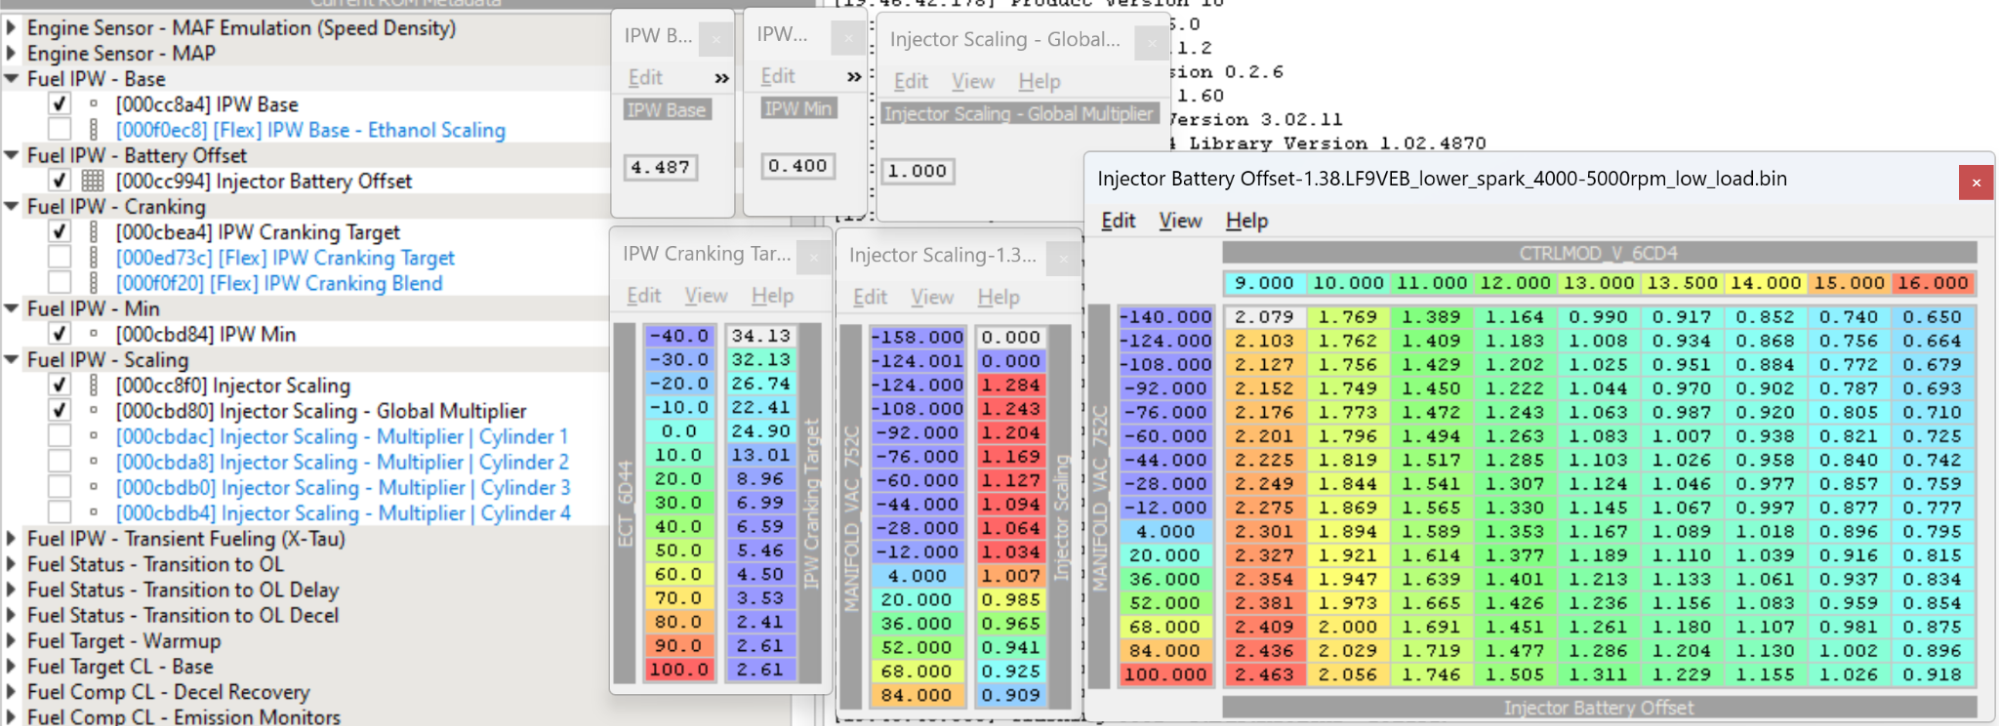 Current ROM Metadata
Engine Sensor - MAF Emulation (Speed Density)
Engine Sensor - MAP
Fuel IPW - Base
[000cc8a4] IPW Base
[000f0ec8] [Flex] IPW Base - Ethanol Scaling
Fuel IPW - Battery Offset
[000cc994] Injector Battery Offset
Fuel IPW - Cranking
[000cbea4] IPW Cranking Target
[000ed73c] [Flex] IPW Cranking Target
[000f0f20] [Flex] IPW Cranking Blend
Fuel IPW - Min
[000cbd84] IPW Min
Fuel IPW - Scaling
[000cc8f0] Injector Scaling
[000cbd80] Injector Scaling - Global Multiplier
[000cbdac] Injector Scaling - Multiplier | Cylinder 1
[000cbda8] Injector Scaling - Multiplier | Cylinder 2
[000cbdb0] Injector Scaling - Multiplier | Cylinder 3
[000cbdb4] Injector Scaling - Multiplier | Cylinder 4
Fuel IPW - Transient Fueling (X-Tau)
Fuel Status - Transition to OL
Fuel Status - Transition to OL Delay
Fuel Status - Transition to OL Decel
Fuel Target - Warmup
Fuel Target CL - Base
Fuel Comp CL - Decel Recovery
Fuel Comp CL - Emission Monitors
IPW B... ×
Edit »
IPW Base
4.487
IPW... ×
Edit »
IPW Min
0.400
Injector Scaling - Global... ×
Edit View Help
Injector Scaling - Global Multiplier
1.000
[19:46:42.178] Product Version
5.0
1.2
sion 0.2.6
1.60
Version 3.02.11
4 Library Version 1.02.4870
IPW Cranking Tar... ×
Edit View Help
ECT_6D44
-40.0 34.13
-30.0 32.13
-20.0 26.74
-10.0 22.41
0.0 24.90
10.0 13.01
20.0 8.96
30.0 6.99
40.0 6.59
50.0 5.46
60.0 4.50
70.0 3.53
80.0 2.41
90.0 2.61
100.0 2.61
IPW Cranking Target
Injector Scaling-1.3... ×
Edit View Help
MANIFOLD_VAC_752C
-158.000 0.000
-124.001 0.000
-124.000 1.284
-108.000 1.243
-92.000 1.204
-76.000 1.169
-60.000 1.127
-44.000 1.094
-28.000 1.064
-12.000 1.034
4.000 1.007
20.000 0.985
36.000 0.965
52.000 0.941
68.000 0.925
84.000 0.909
Injector Scaling
Injector Battery Offset-1.38.LF9VEB_lower_spark_4000-5000rpm_low_load.bin ×
Edit View Help
CTRLMOD_V_6CD4
9.000 10.000 11.000 12.000 13.000 13.500 14.000 15.000 16.000
MANIFOLD_VAC_752C
-140.000 2.079 1.769 1.389 1.164 0.990 0.917 0.852 0.740 0.650
-124.000 2.103 1.762 1.409 1.183 1.008 0.934 0.868 0.756 0.664
-108.000 2.127 1.756 1.429 1.202 1.025 0.951 0.884 0.772 0.679
-92.000 2.152 1.749 1.450 1.222 1.044 0.970 0.902 0.787 0.693
-76.000 2.176 1.773 1.472 1.243 1.063 0.987 0.920 0.805 0.710
-60.000 2.201 1.796 1.494 1.263 1.083 1.007 0.938 0.821 0.725
-44.000 2.225 1.819 1.517 1.285 1.103 1.026 0.958 0.840 0.742
-28.000 2.249 1.844 1.541 1.307 1.124 1.046 0.977 0.857 0.759
-12.000 2.275 1.869 1.565 1.330 1.145 1.067 0.997 0.877 0.777
4.000 2.301 1.894 1.589 1.353 1.167 1.089 1.018 0.896 0.795
20.000 2.327 1.921 1.614 1.377 1.189 1.110 1.039 0.916 0.815
36.000 2.354 1.947 1.639 1.401 1.213 1.133 1.061 0.937 0.834
52.000 2.381 1.973 1.665 1.426 1.236 1.156 1.083 0.959 0.854
68.000 2.409 2.000 1.691 1.451 1.261 1.180 1.107 0.981 0.875
84.000 2.436 2.029 1.719 1.477 1.286 1.204 1.130 1.002 0.896
100.000 2.463 2.056 1.746 1.505 1.311 1.229 1.155 1.026 0.918
Injector Battery Offset